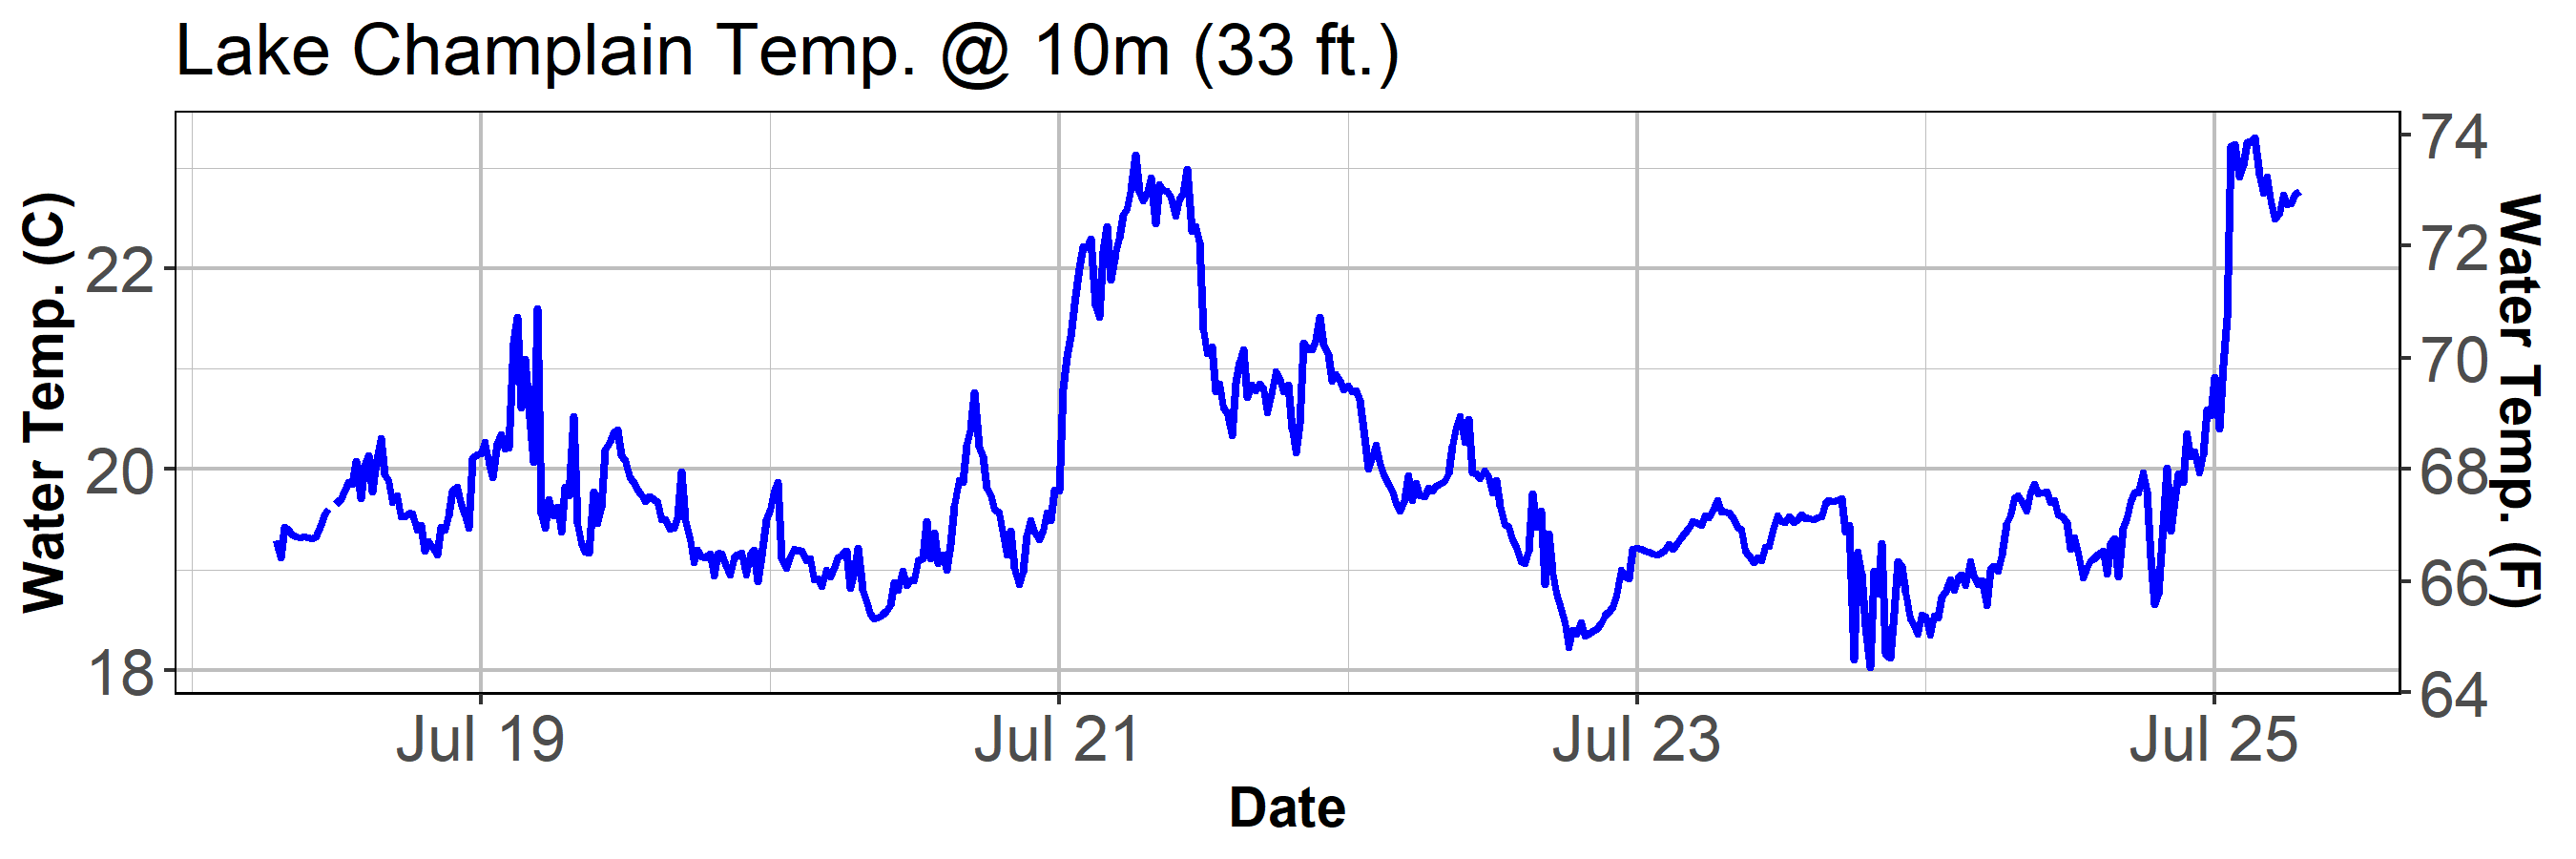 Lake Champlain Temp. @ 10m (33 ft.)
Water Temp. (C)
22
20
18
74
72
70
68
66
64
Water Temp. (F)
Jul 19
Jul 21
Jul 23
Jul 25
Date